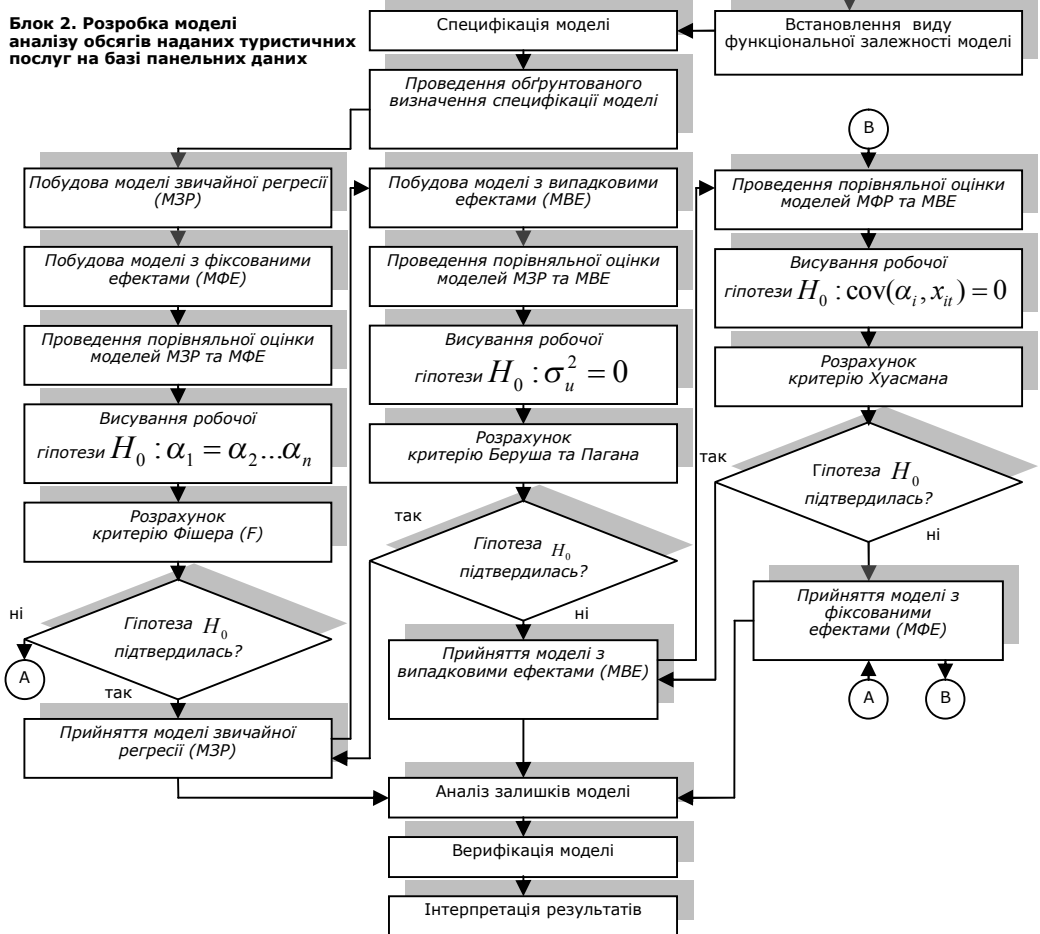 Блок 2. Розробка моделі
аналізу обсягів наданих туристичних
послуг на базі панельних даних
Специфікація моделі
Встановлення виду
функціональної залежності моделі
Проведення обґрунтованого
визначення специфікації моделі
Побудова моделі звичайної регресії
(МЗР)
Побудова моделі з фіксованими
ефектами (МФЕ)
Проведення порівняльної оцінки
моделей МЗР та МФЕ
Висування робочої
гіпотези H₀ : α₁ = α₂...αₙ
Розрахунок
критерію Фішера (F)
ні
Гіпотеза H₀
підтвердилась?
A
так
Прийняття моделі звичайної
регресії (МЗР)
Побудова моделі з випадковими
ефектами (МВЕ)
Проведення порівняльної оцінки
моделей МЗР та МВЕ
Висування робочої
гіпотези H₀ : σᵤ² = 0
Розрахунок
критерію Беруша та Пагана
так
Гіпотеза H₀
підтвердилась?
ні
Прийняття моделі з
випадковими ефектами (МВЕ)
B
Проведення порівняльної оцінки
моделей МФР та МВЕ
Висування робочої
гіпотези H₀ : cov(αᵢ, xᵢₜ) = 0
Розрахунок
критерію Хуасмана
так
Гіпотеза H₀
підтвердилась?
ні
Прийняття моделі з
фіксованими
ефектами (МФЕ)
A
B
Аналіз залишків моделі
Верифікація моделі
Інтерпретація результатів